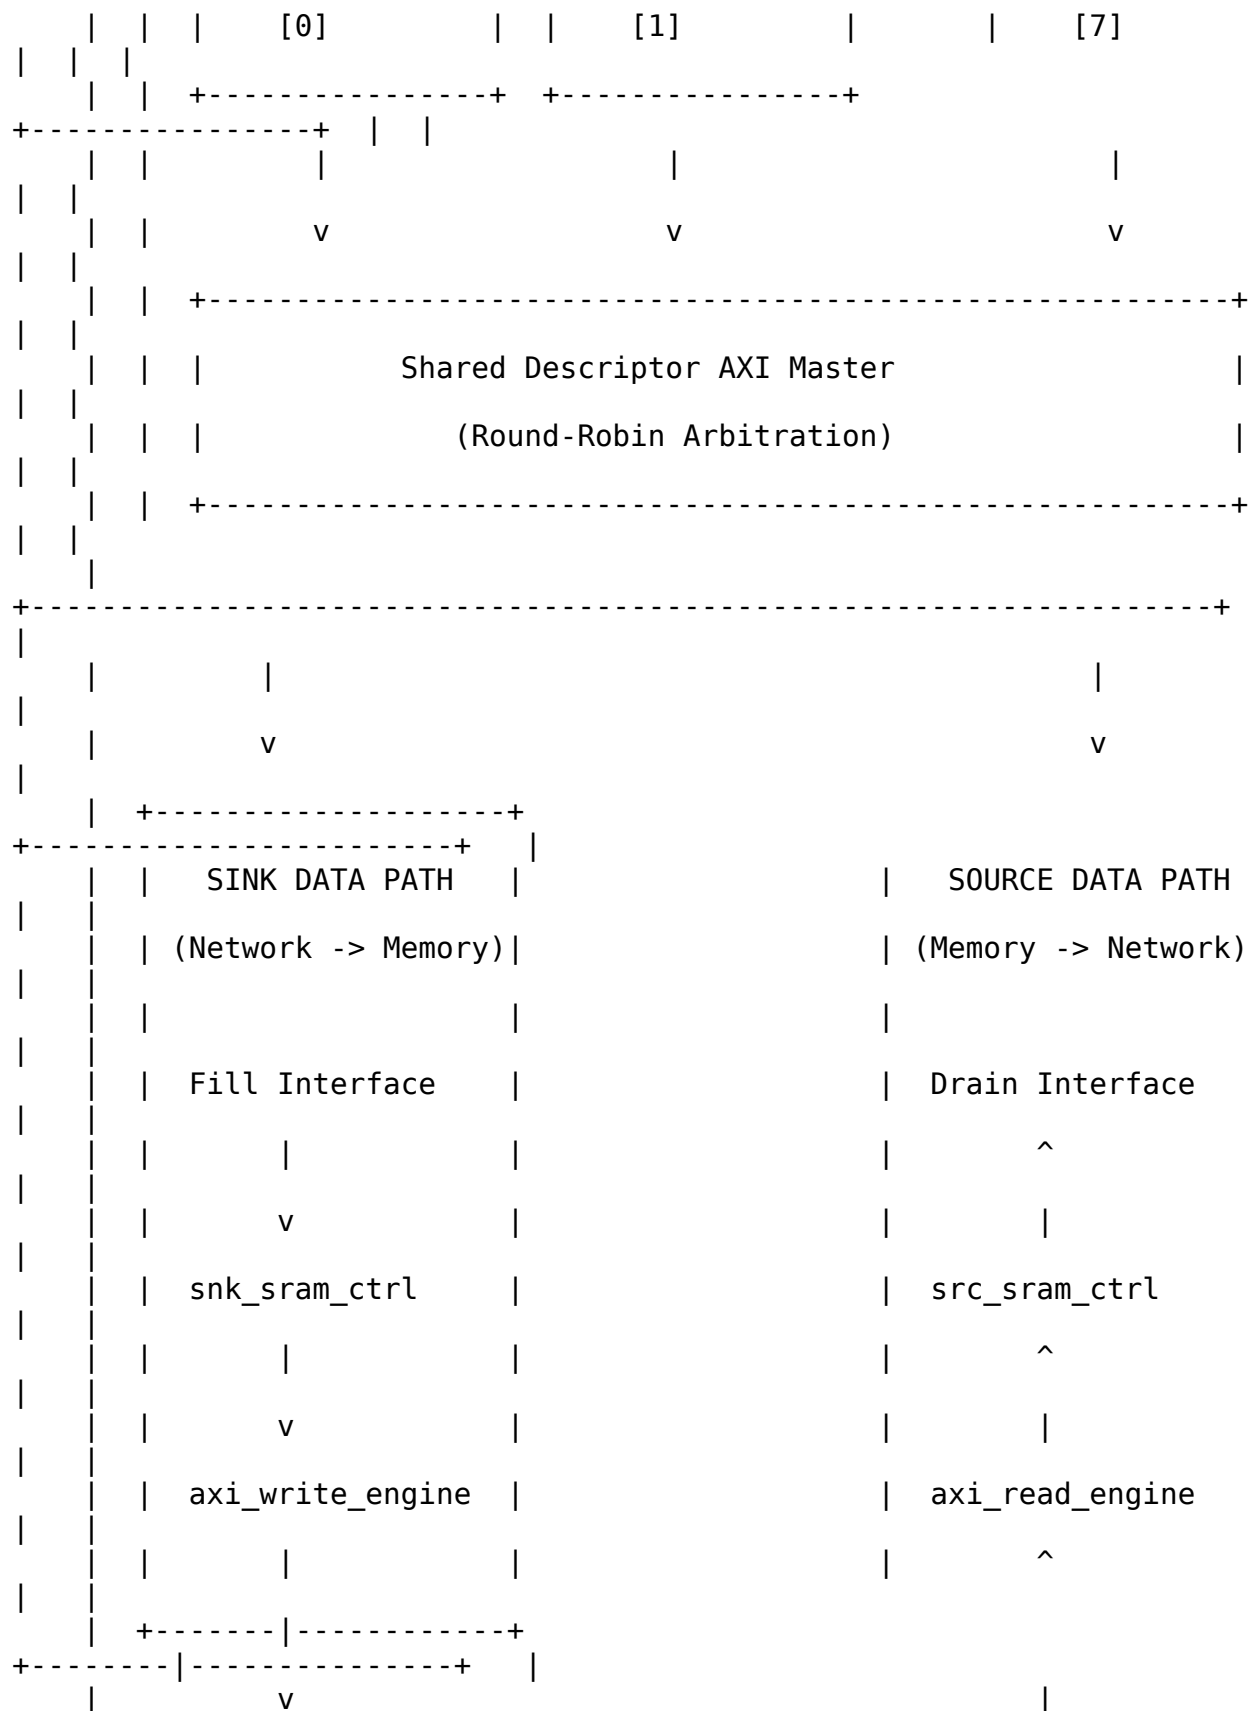 |  |  |    [0]         |  |    [1]         |       |    [7]
|  |  |
    |  |  +----------------+  +----------------+
+----------------+  |  |
    |  |         |                   |                        |
|  |
    |  |         v                   v                        v
|  |
    |  |  +----------------------------------------------------------+
|  |
    |  |  |           Shared Descriptor AXI Master                   |
|  |
    |  |  |              (Round-Robin Arbitration)                   |
|  |
    |  |  +----------------------------------------------------------+
|  |
    |
+-------------------------------------------------------------------+
|
    |         |                                              |
|
    |         v                                              v
|
    |  +--------------------+
+------------------------+   |
    |  |   SINK DATA PATH   |                    |   SOURCE DATA PATH
|   |
    |  | (Network -> Memory)|                    | (Memory -> Network)
|   |
    |  |                    |                    |
|   |
    |  |  Fill Interface    |                    |  Drain Interface
|   |
    |  |       |            |                    |        ^
|   |
    |  |       v            |                    |        |
|   |
    |  |  snk_sram_ctrl     |                    |  src_sram_ctrl
|   |
    |  |       |            |                    |        ^
|   |
    |  |       v            |                    |        |
|   |
    |  |  axi_write_engine  |                    |  axi_read_engine
|   |
    |  |       |            |                    |        ^
|   |
    |  +-------|------------+
+--------|---------------+   |
    |          v                                          |